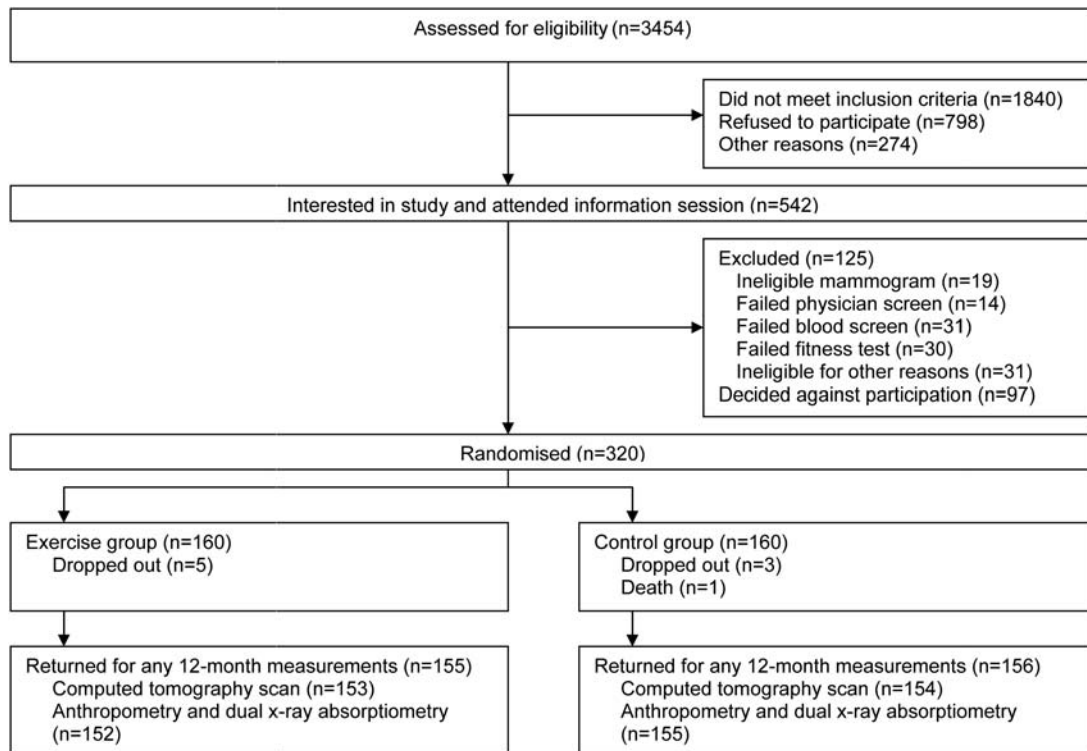 Assessed for eligibility (n=3454)
Did not meet inclusion criteria (n=1840)
Refused to participate (n=798)
Other reasons (n=274)
Interested in study and attended information session (n=542)
Excluded (n=125)
Ineligible mammogram (n=19)
Failed physician screen (n=14)
Failed blood screen (n=31)
Failed fitness test (n=30)
Ineligible for other reasons (n=31)
Decided against participation (n=97)
Randomised (n=320)
Exercise group (n=160)
Dropped out (n=5)
Control group (n=160)
Dropped out (n=3)
Death (n=1)
Returned for any 12-month measurements (n=155)
Computed tomography scan (n=153)
Anthropometry and dual x-ray absorptiometry
(n=152)
Returned for any 12-month measurements (n=156)
Computed tomography scan (n=154)
Anthropometry and dual x-ray absorptiometry
(n=155)